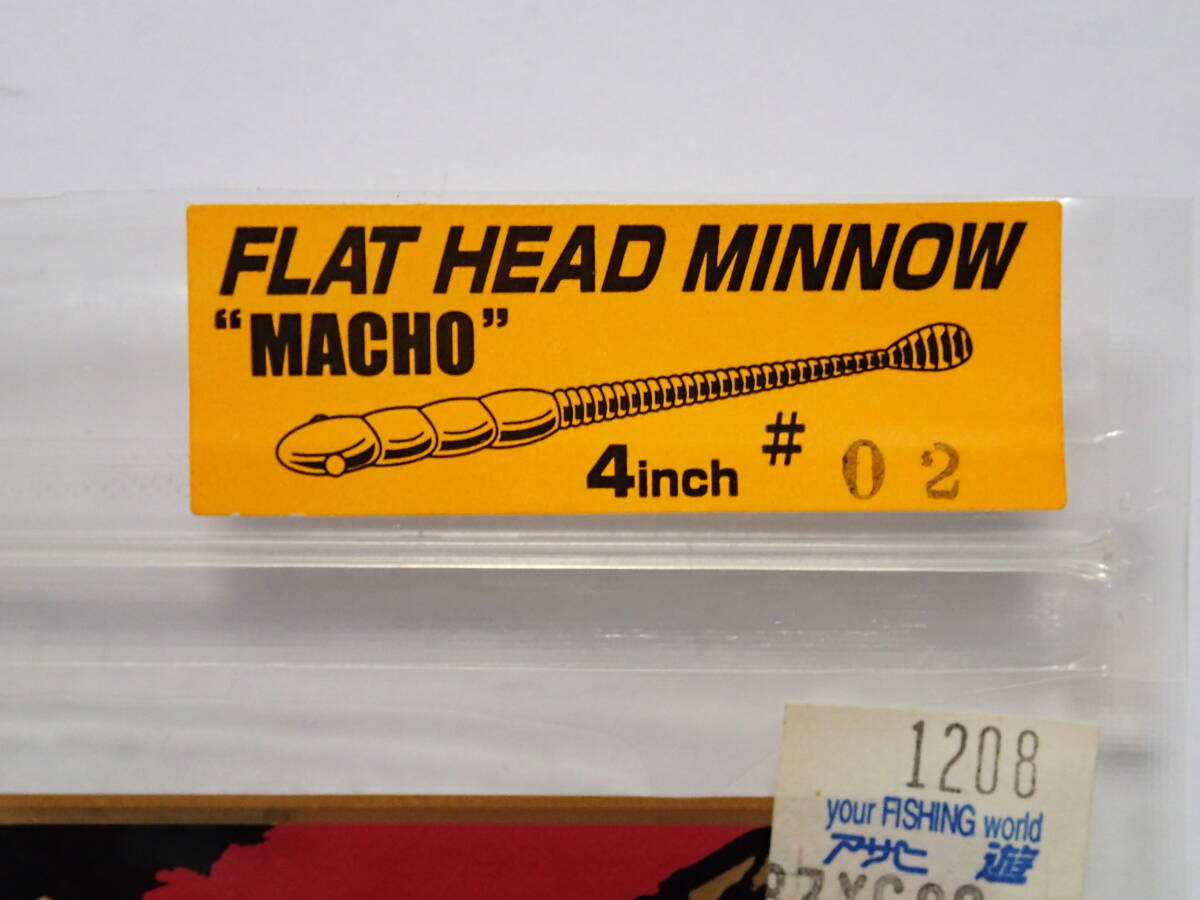 FLAT HEAD MINNOW
“MACHO”
4inch # 02
1208
your FISHING world
アサヒ 遊